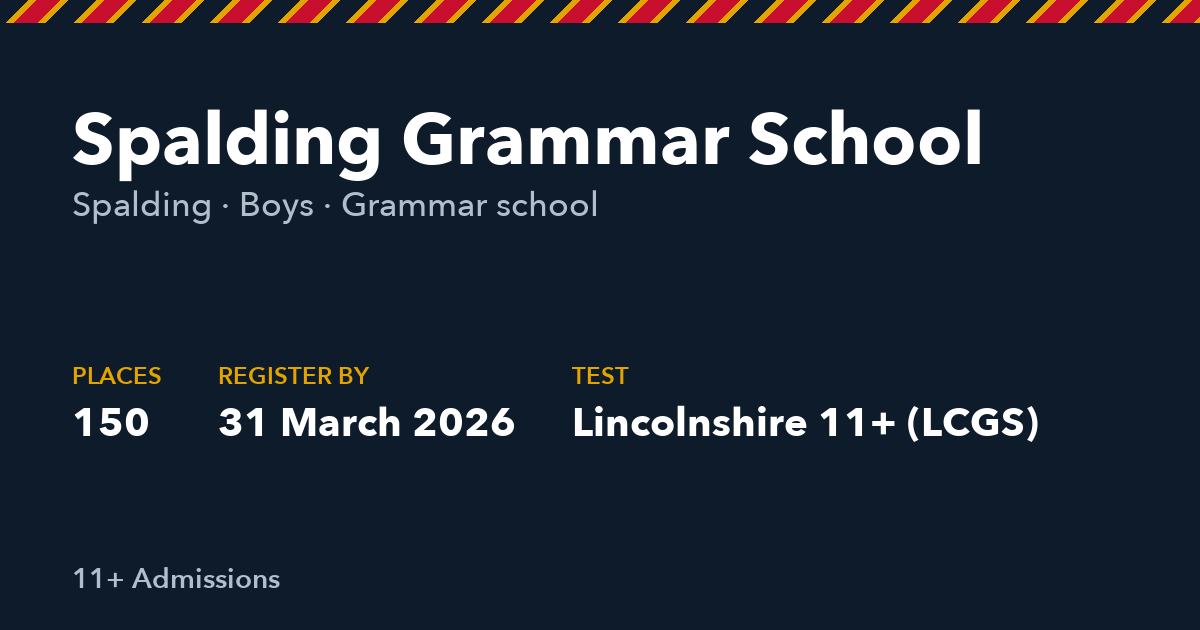 Spalding Grammar School
Spalding · Boys · Grammar school
PLACES
150
REGISTER BY
31 March 2026
TEST
Lincolnshire 11+ (LCGS)
11+ Admissions